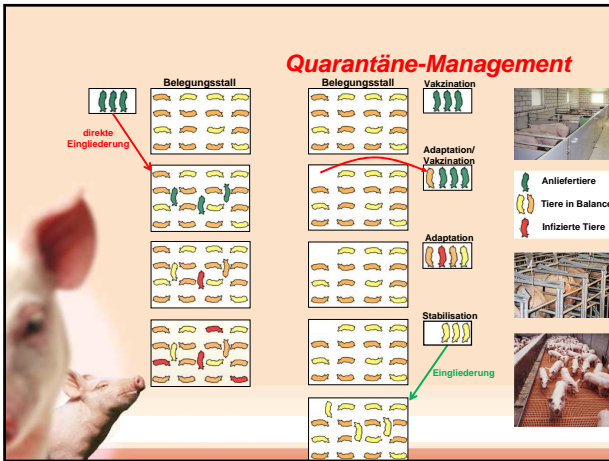 Quarantäne-Management
Belegungsstall
Belegungsstall
Vakzination
direkte
Eingliederung
Adaptation/
Vakzination
Anliefertiere
Tiere in Balance
Infizierte Tiere
Adaptation
Stabilisation
Eingliederung